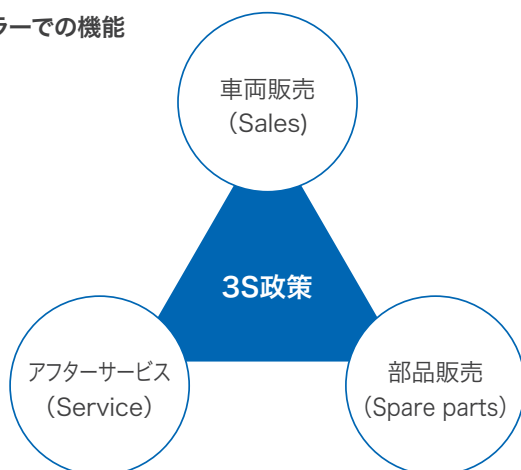 ラーでの機能
車両販売
（Sales)
3S政策
アフターサービス
（Service）
部品販売
（Spare parts）